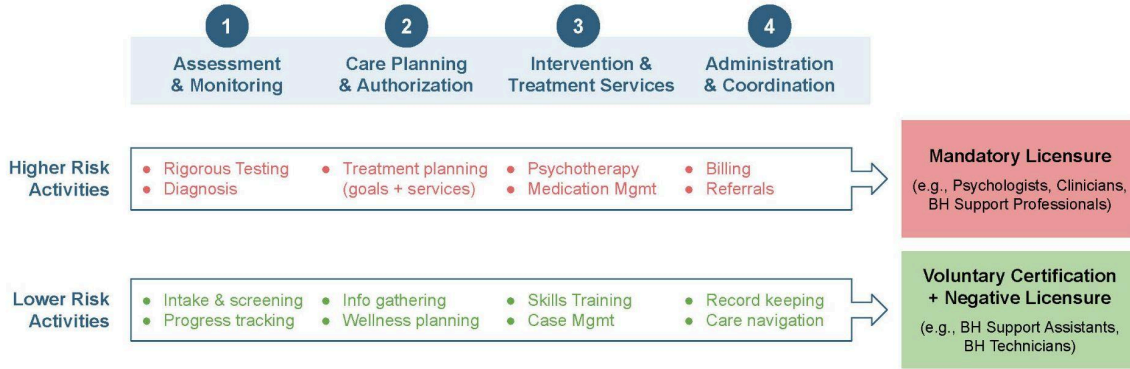 1
2
3
4
Assessment
& Monitoring
Care Planning
& Authorization
Intervention &
Treatment Services
Administration
& Coordination
Higher Risk
Activities
● Rigorous Testing
● Diagnosis
● Treatment planning
(goals + services)
● Psychotherapy
● Medication Mgmt
● Billing
● Referrals
Mandatory Licensure
(e.g., Psychologists, Clinicians,
BH Support Professionals)
Lower Risk
Activities
● Intake & screening
● Progress tracking
● Info gathering
● Wellness planning
● Skills Training
● Case Mgmt
● Record keeping
● Care navigation
Voluntary Certification
+ Negative Licensure
(e.g., BH Support Assistants,
BH Technicians)